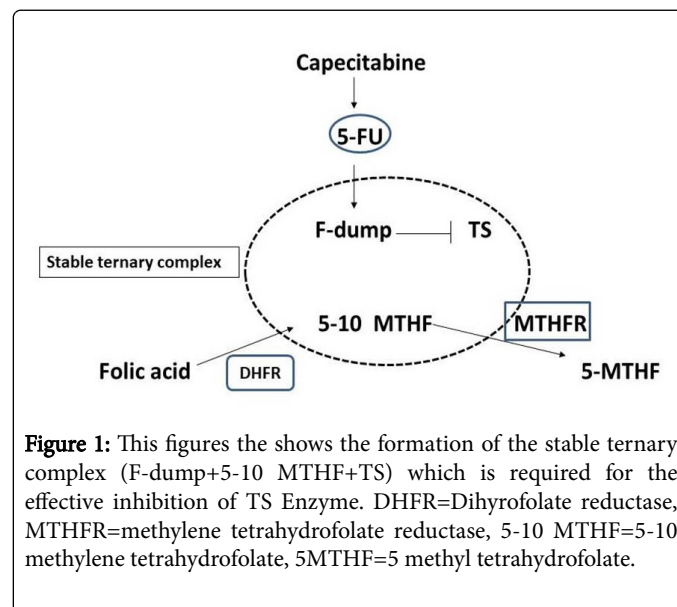 Capecitabine
5-FU
F-dump TS
Stable ternary complex
5-10 MTHF MTHFR
Folic acid DHFR 5-MTHF
Figure 1: This figures the shows the formation of the stable ternary
complex (F-dump+5-10 MTHF+TS) which is required for the
effective inhibition of TS Enzyme. DHFR=Dihyrofolate reductase,
MTHFR=methylene tetrahydrofolate reductase, 5-10 MTHF=5-10
methylene tetrahydrofolate, 5MTHF=5 methyl tetrahydrofolate.